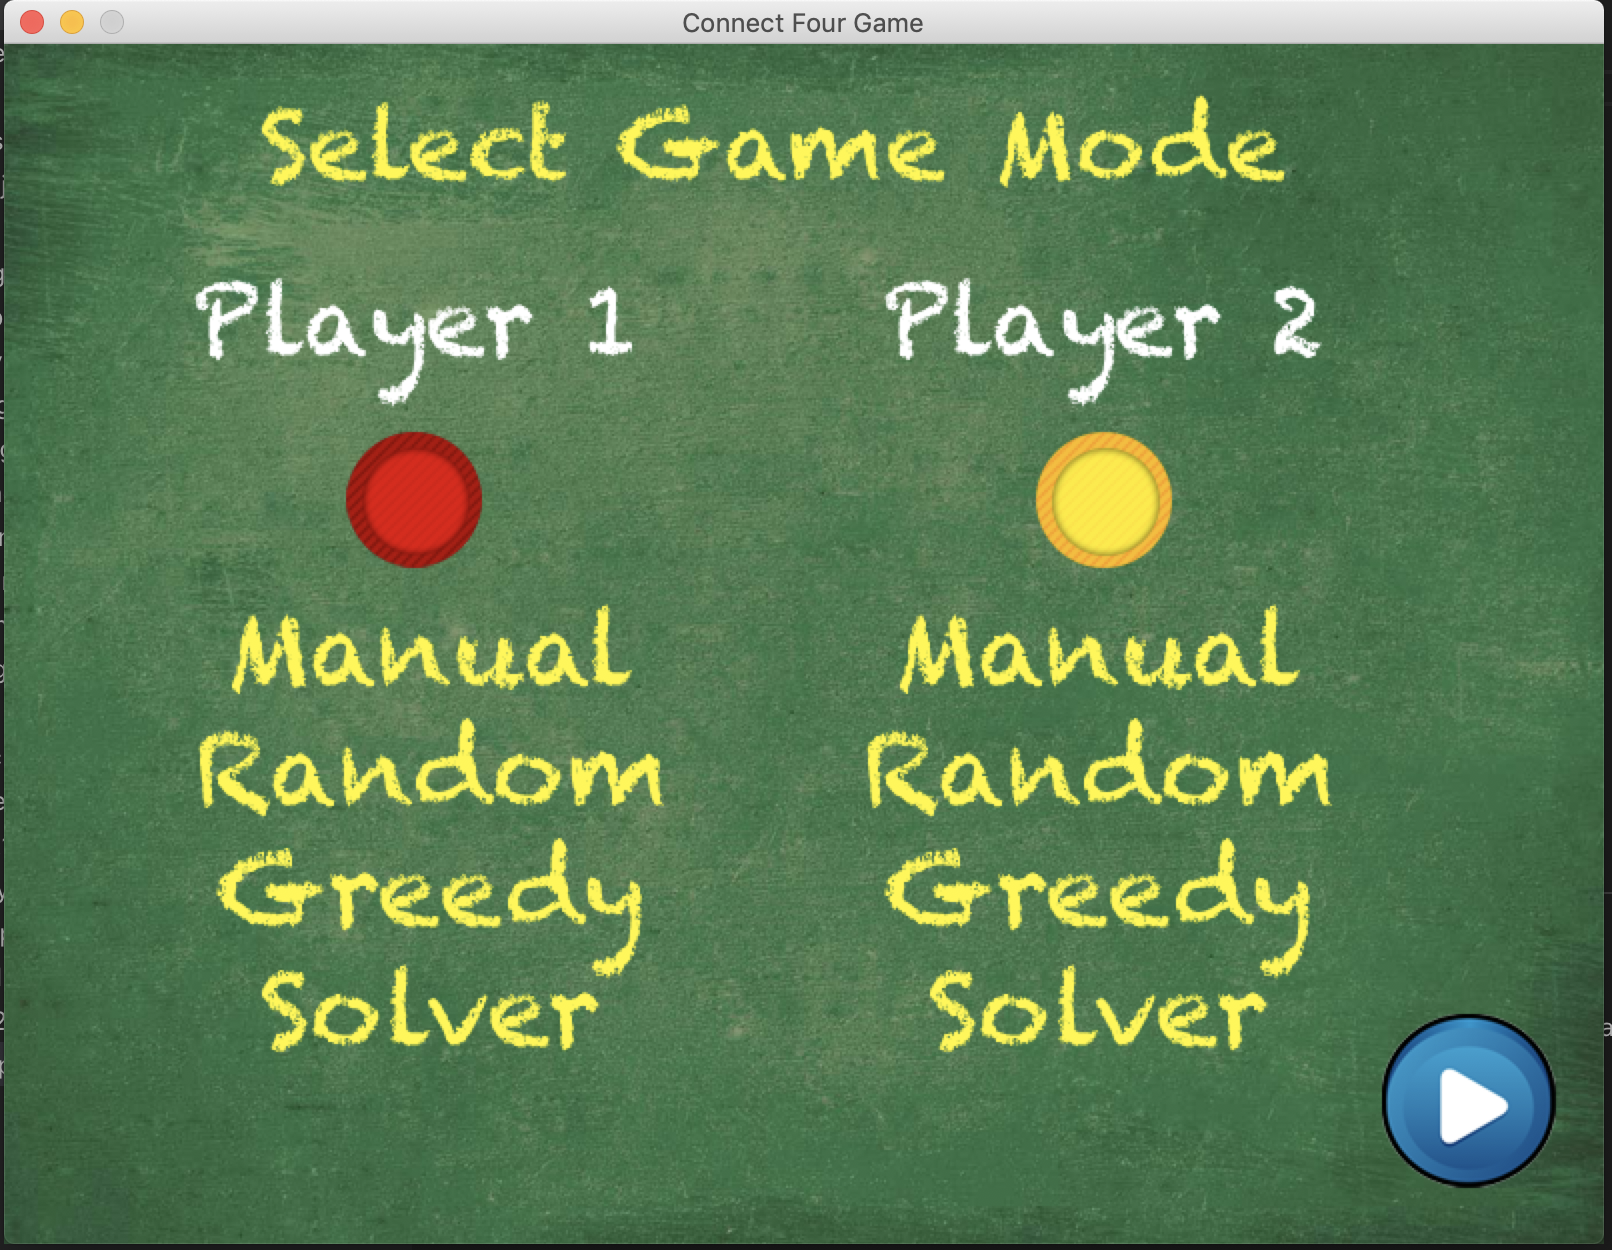 Connect Four Game
Select Game Mode
Player 1 Player 2
Manual Manual
Random Random
Greedy Greedy
Solver Solver